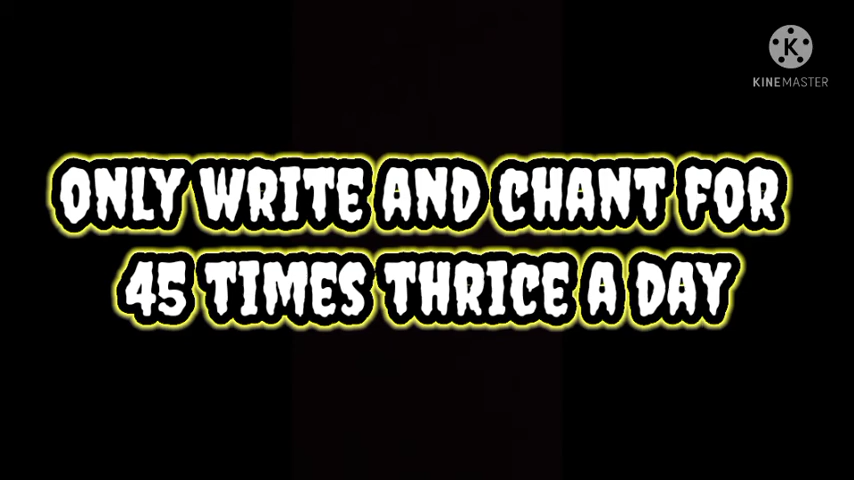 K
KINEMASTER
ONLY WRITE AND CHANT FOR
45 TIMES THRICE A DAY